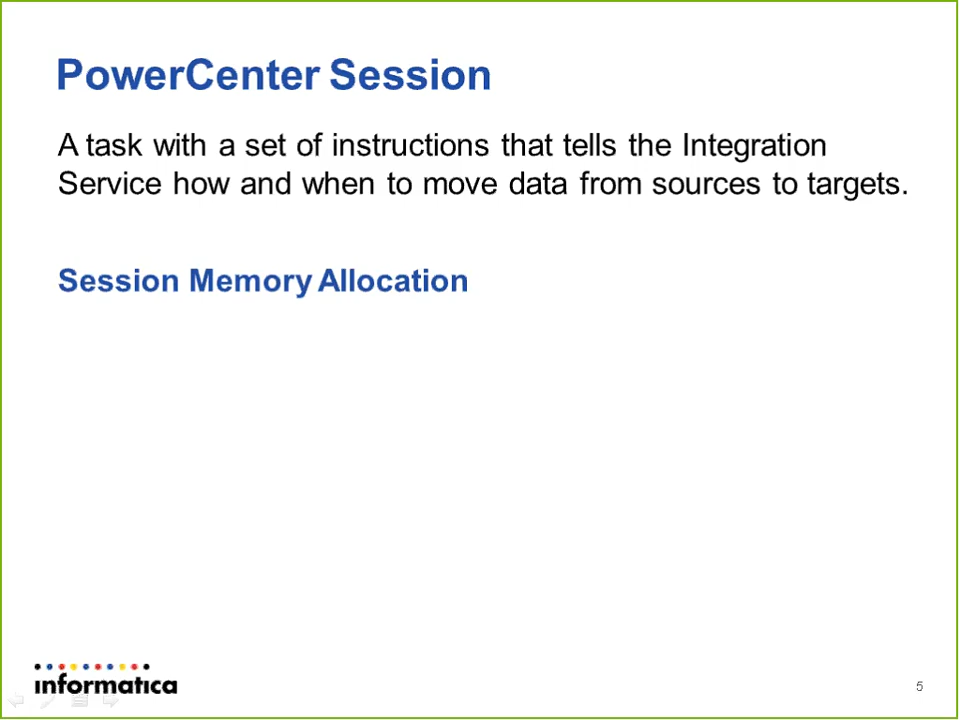 PowerCenter Session
A task with a set of instructions that tells the Integration
Service how and when to move data from sources to targets.
Session Memory Allocation
informatica
5